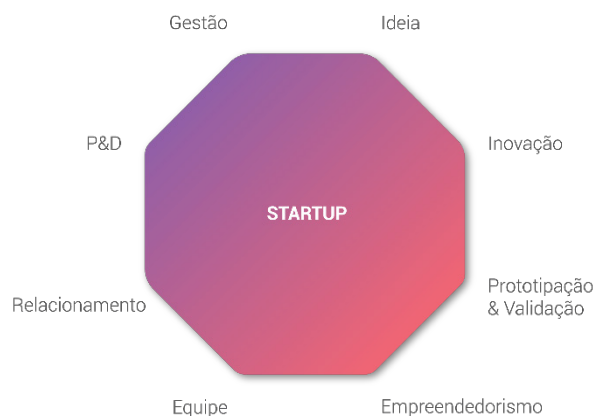 Gestão
Ideia
P&D
Inovação
STARTUP
Relacionamento
Prototipação
& Validação
Equipe
Empreendedorismo